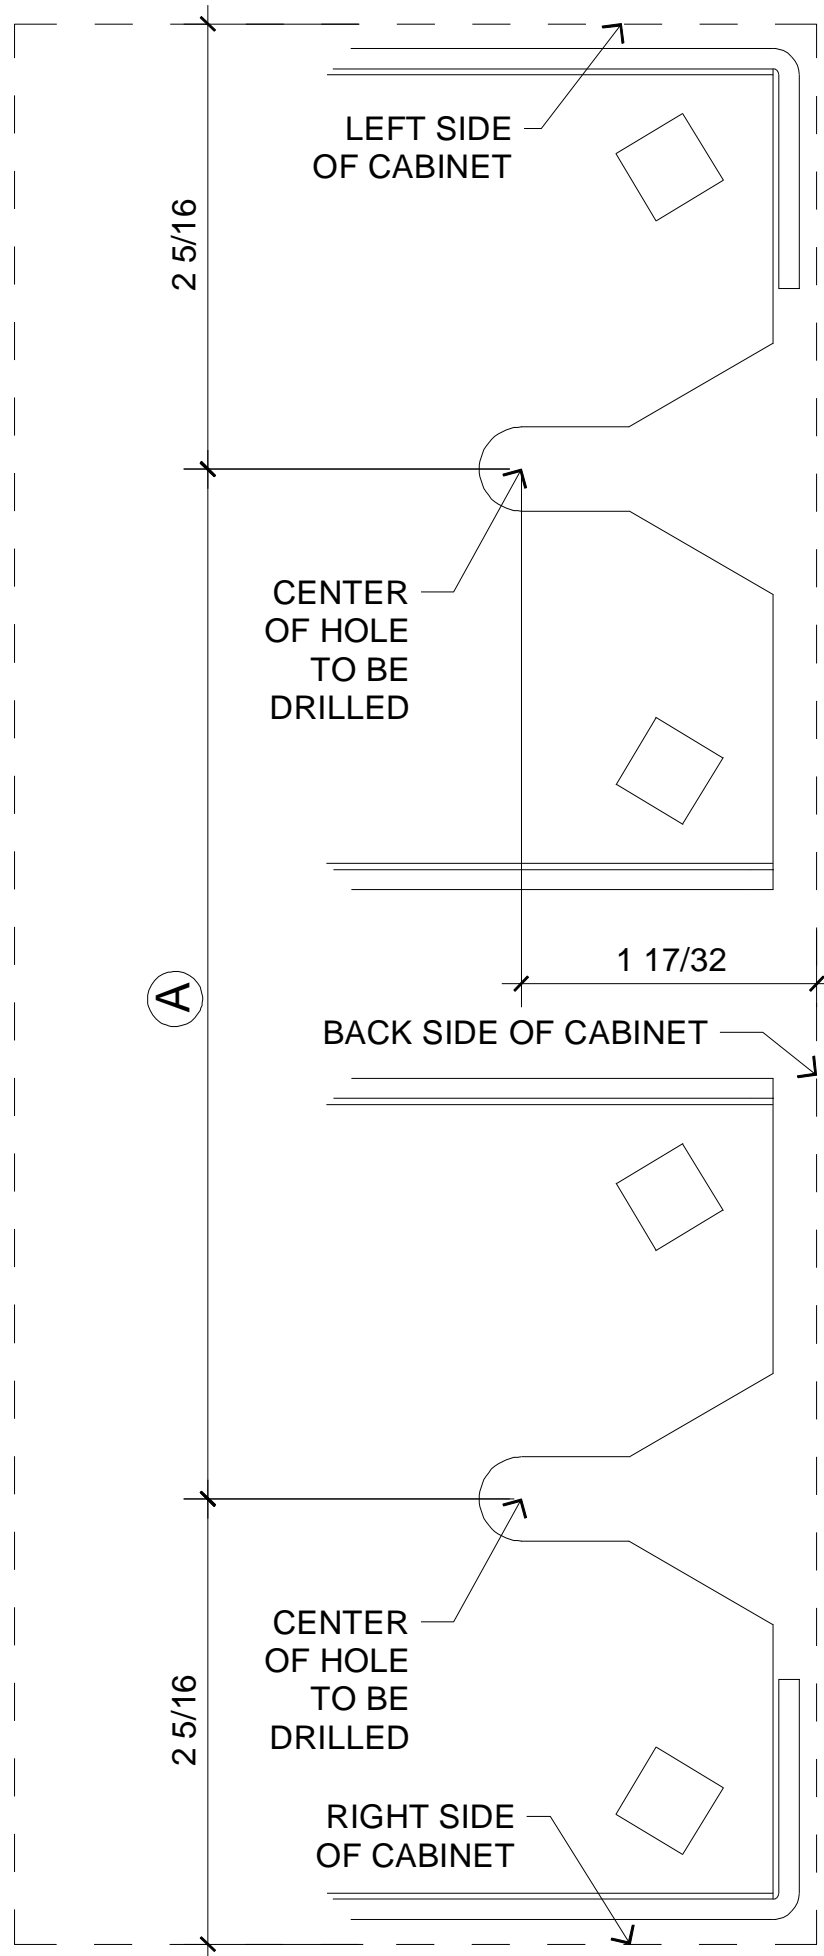 LEFT SIDE
OF CABINET
2 5/16
CENTER
OF HOLE
TO BE
DRILLED
1 17/32
A
BACK SIDE OF CABINET
CENTER
OF HOLE
TO BE
DRILLED
2 5/16
RIGHT SIDE
OF CABINET